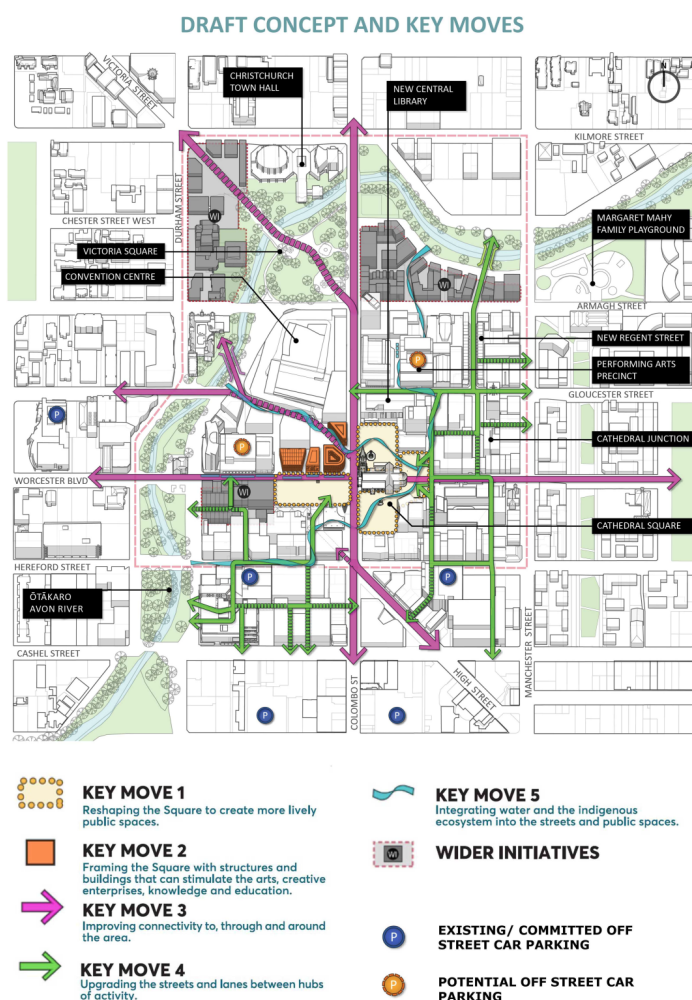 DRAFT CONCEPT AND KEY MOVES
VICTORIA STREET
CHRISTCHURCH
TOWN HALL
NEW CENTRAL
LIBRARY
N
KILMORE STREET
DURHAM STREET
WI
CHESTER STREET WEST
MARGARET MAHY
FAMILY PLAYGROUND
VICTORIA SQUARE
CONVENTION CENTRE
WI
ARMAGH STREET
NEW REGENT STREET
P
PERFORMING ARTS
PRECINCT
GLOUCESTER STREET
P
P
CATHEDRAL JUNCTION
WORCESTER BLVD
WI
CATHEDRAL SQUARE
HEREFORD STREET
P
P
ŌTĀKARO
AVON RIVER
CASHEL STREET
MANCHESTER STREET
HIGH STREET
COLOMBO ST
P
P
KEY MOVE 1
Reshaping the Square to create more lively
public spaces.
KEY MOVE 2
Framing the Square with structures and
buildings that can stimulate the arts, creative
enterprises, knowledge and education.
KEY MOVE 3
Improving connectivity to, through and around
the area.
KEY MOVE 4
Upgrading the streets and lanes between hubs
of activity.
KEY MOVE 5
Integrating water and the indigenous
ecosystem into the streets and public spaces.
WI
WIDER INITIATIVES
P
EXISTING/ COMMITTED OFF
STREET CAR PARKING
P
POTENTIAL OFF STREET CAR
PARKING